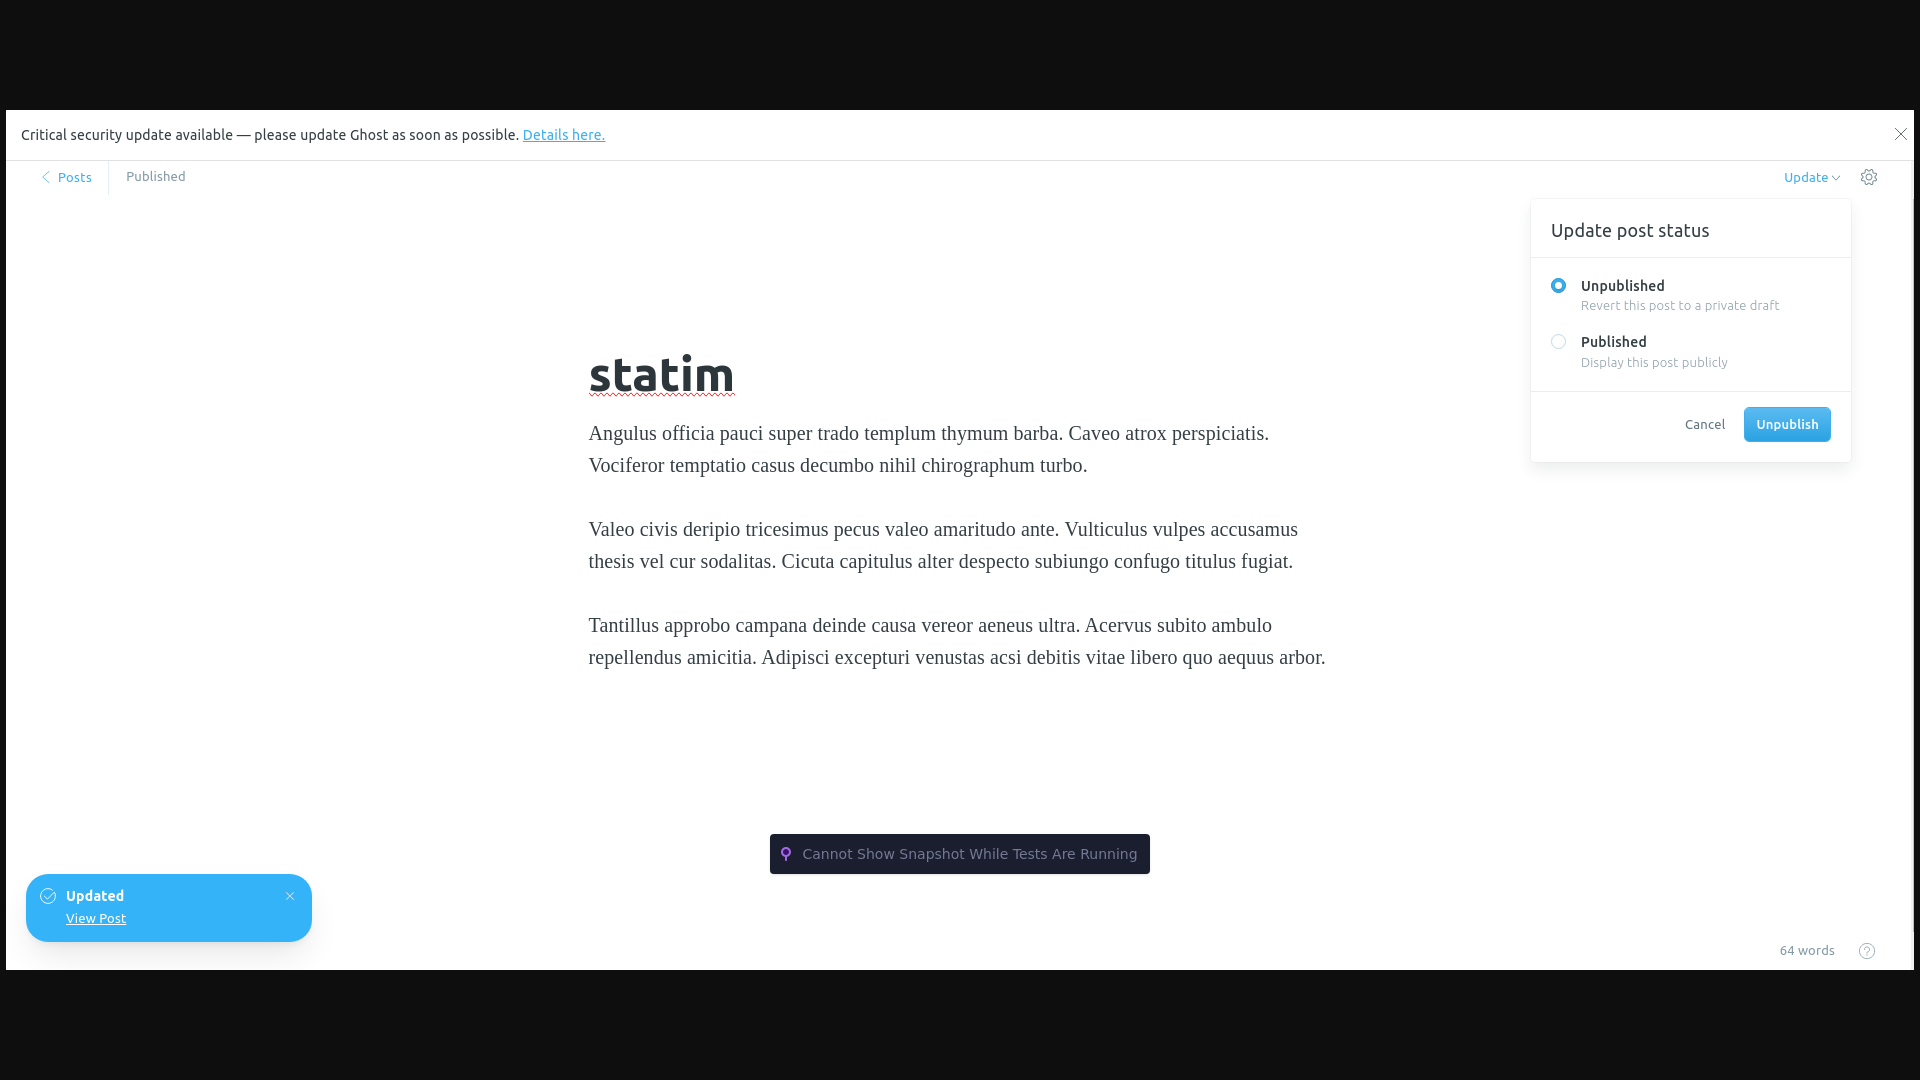 Critical security update available — please update Ghost as soon as possible. Details here.
Posts
Published
Update
Update post status
Unpublished
Revert this post to a private draft
Published
Display this post publicly
Cancel
Unpublish
statim
Angulus officia pauci super trado templum thymum barba. Caveo atrox perspiciatis.
Vociferor temptatio casus decumbo nihil chirographum turbo.
Valeo civis deripio tricesimus pecus valeo amaritudo ante. Vulticulus vulpes accusamus
thesis vel cur sodalitas. Cicuta capitulus alter despecto subiungo confugo titulus fugiat.
Tantillus approbo campana deinde causa vereor aeneus ultra. Acervus subito ambulo
repellendus amicitia. Adipisci excepturi venustas acsi debitis vitae libero quo aequus arbor.
Cannot Show Snapshot While Tests Are Running
Updated
View Post
64 words